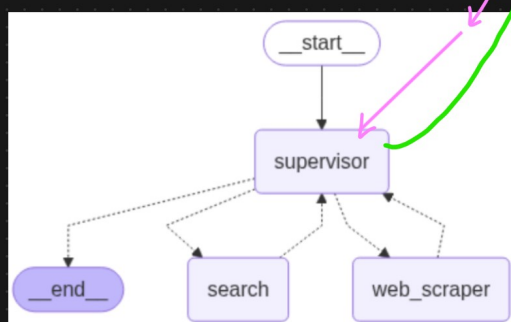 __start__
supervisor
__end__
search
web_scraper